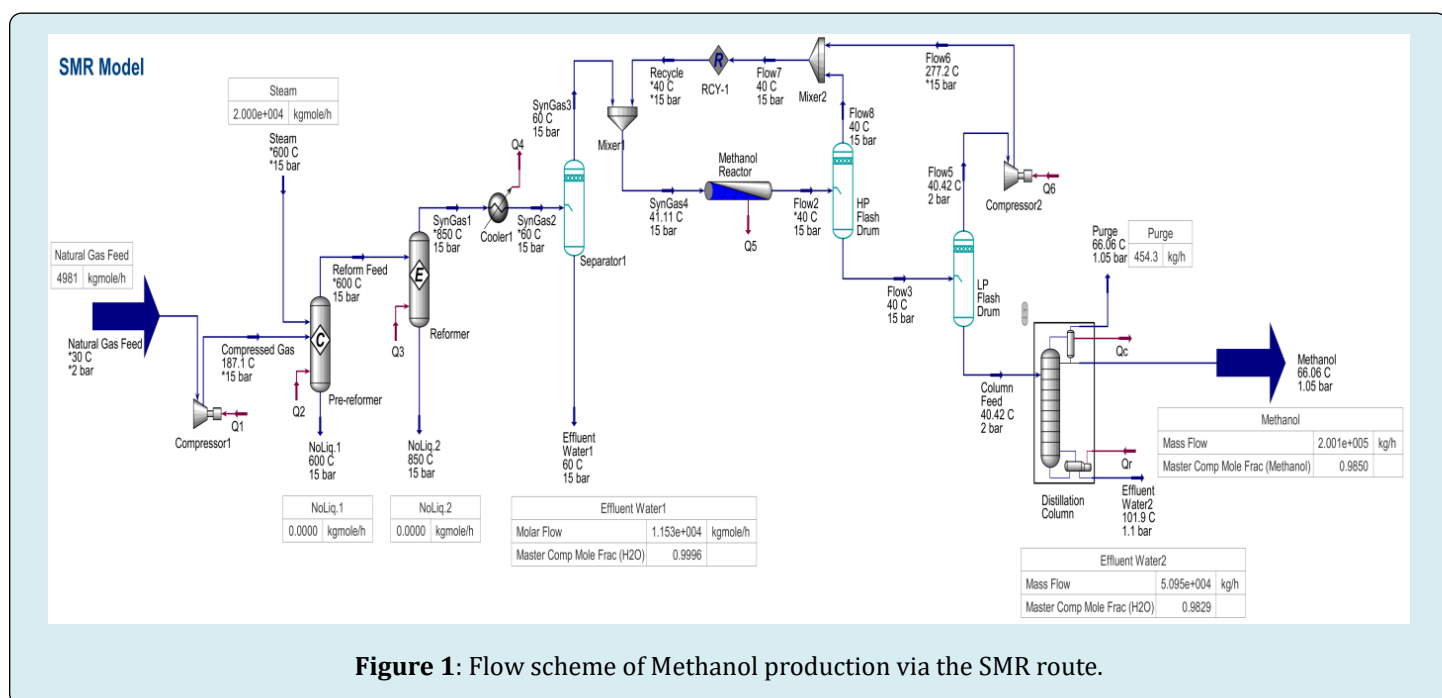 SMR Model
Steam
2.000e+004 kgmole/h
Steam
*600 C
*15 bar
Natural Gas Feed
4981 kgmole/h
Natural Gas Feed
*30 C
*2 bar
Compressor1
Q1
Compressed Gas
187.1 C
*15 bar
C
Q2
Pre-reformer
NoLiq.1
600 C
15 bar
NoLiq.1
0.0000 kgmole/h
Reform Feed
*600 C
15 bar
E
Q3
Reformer
NoLiq.2
850 C
15 bar
NoLiq.2
0.0000 kgmole/h
SynGas1
*850 C
15 bar
Q4
Cooler1
SynGas2
*60 C
15 bar
SynGas3
60 C
15 bar
Separator1
Effluent
Water1
60 C
15 bar
Effluent Water1
Molar Flow 1.153e+004 kgmole/h
Master Comp Mole Frac (H2O) 0.9996
Mixer1
Recycle
*40 C
*15 bar
R
RCY-1
Flow7
40 C
15 bar
Mixer2
Flow6
277.2 C
*15 bar
Flow8
40 C
15 bar
SynGas4
41.11 C
15 bar
Methanol
Reactor
Q5
Flow2
*40 C
15 bar
HP
Flash
Drum
Flow3
40 C
15 bar
Flow5
40.42 C
2 bar
Compressor2
Q6
LP
Flash
Drum
Column
Feed
40.42 C
2 bar
Purge
66.06 C
1.05 bar
Purge
454.3 kg/h
Qc
Methanol
66.06 C
1.05 bar
Methanol
Mass Flow 2.001e+005 kg/h
Master Comp Mole Frac (Methanol) 0.9850
Qr
Distillation
Column
Effluent
Water2
101.9 C
1.1 bar
Effluent Water2
Mass Flow 5.095e+004 kg/h
Master Comp Mole Frac (H2O) 0.9829
Figure 1: Flow scheme of Methanol production via the SMR route.